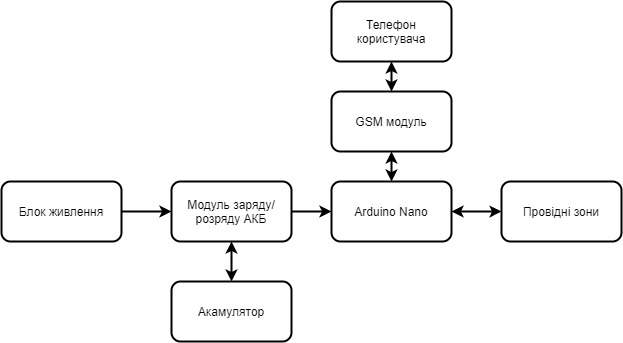 Телефон
користувача
GSM модуль
Блок живлення
Модуль заряду/
розряду АКБ
Arduino Nano
Провідні зони
Акамулятор